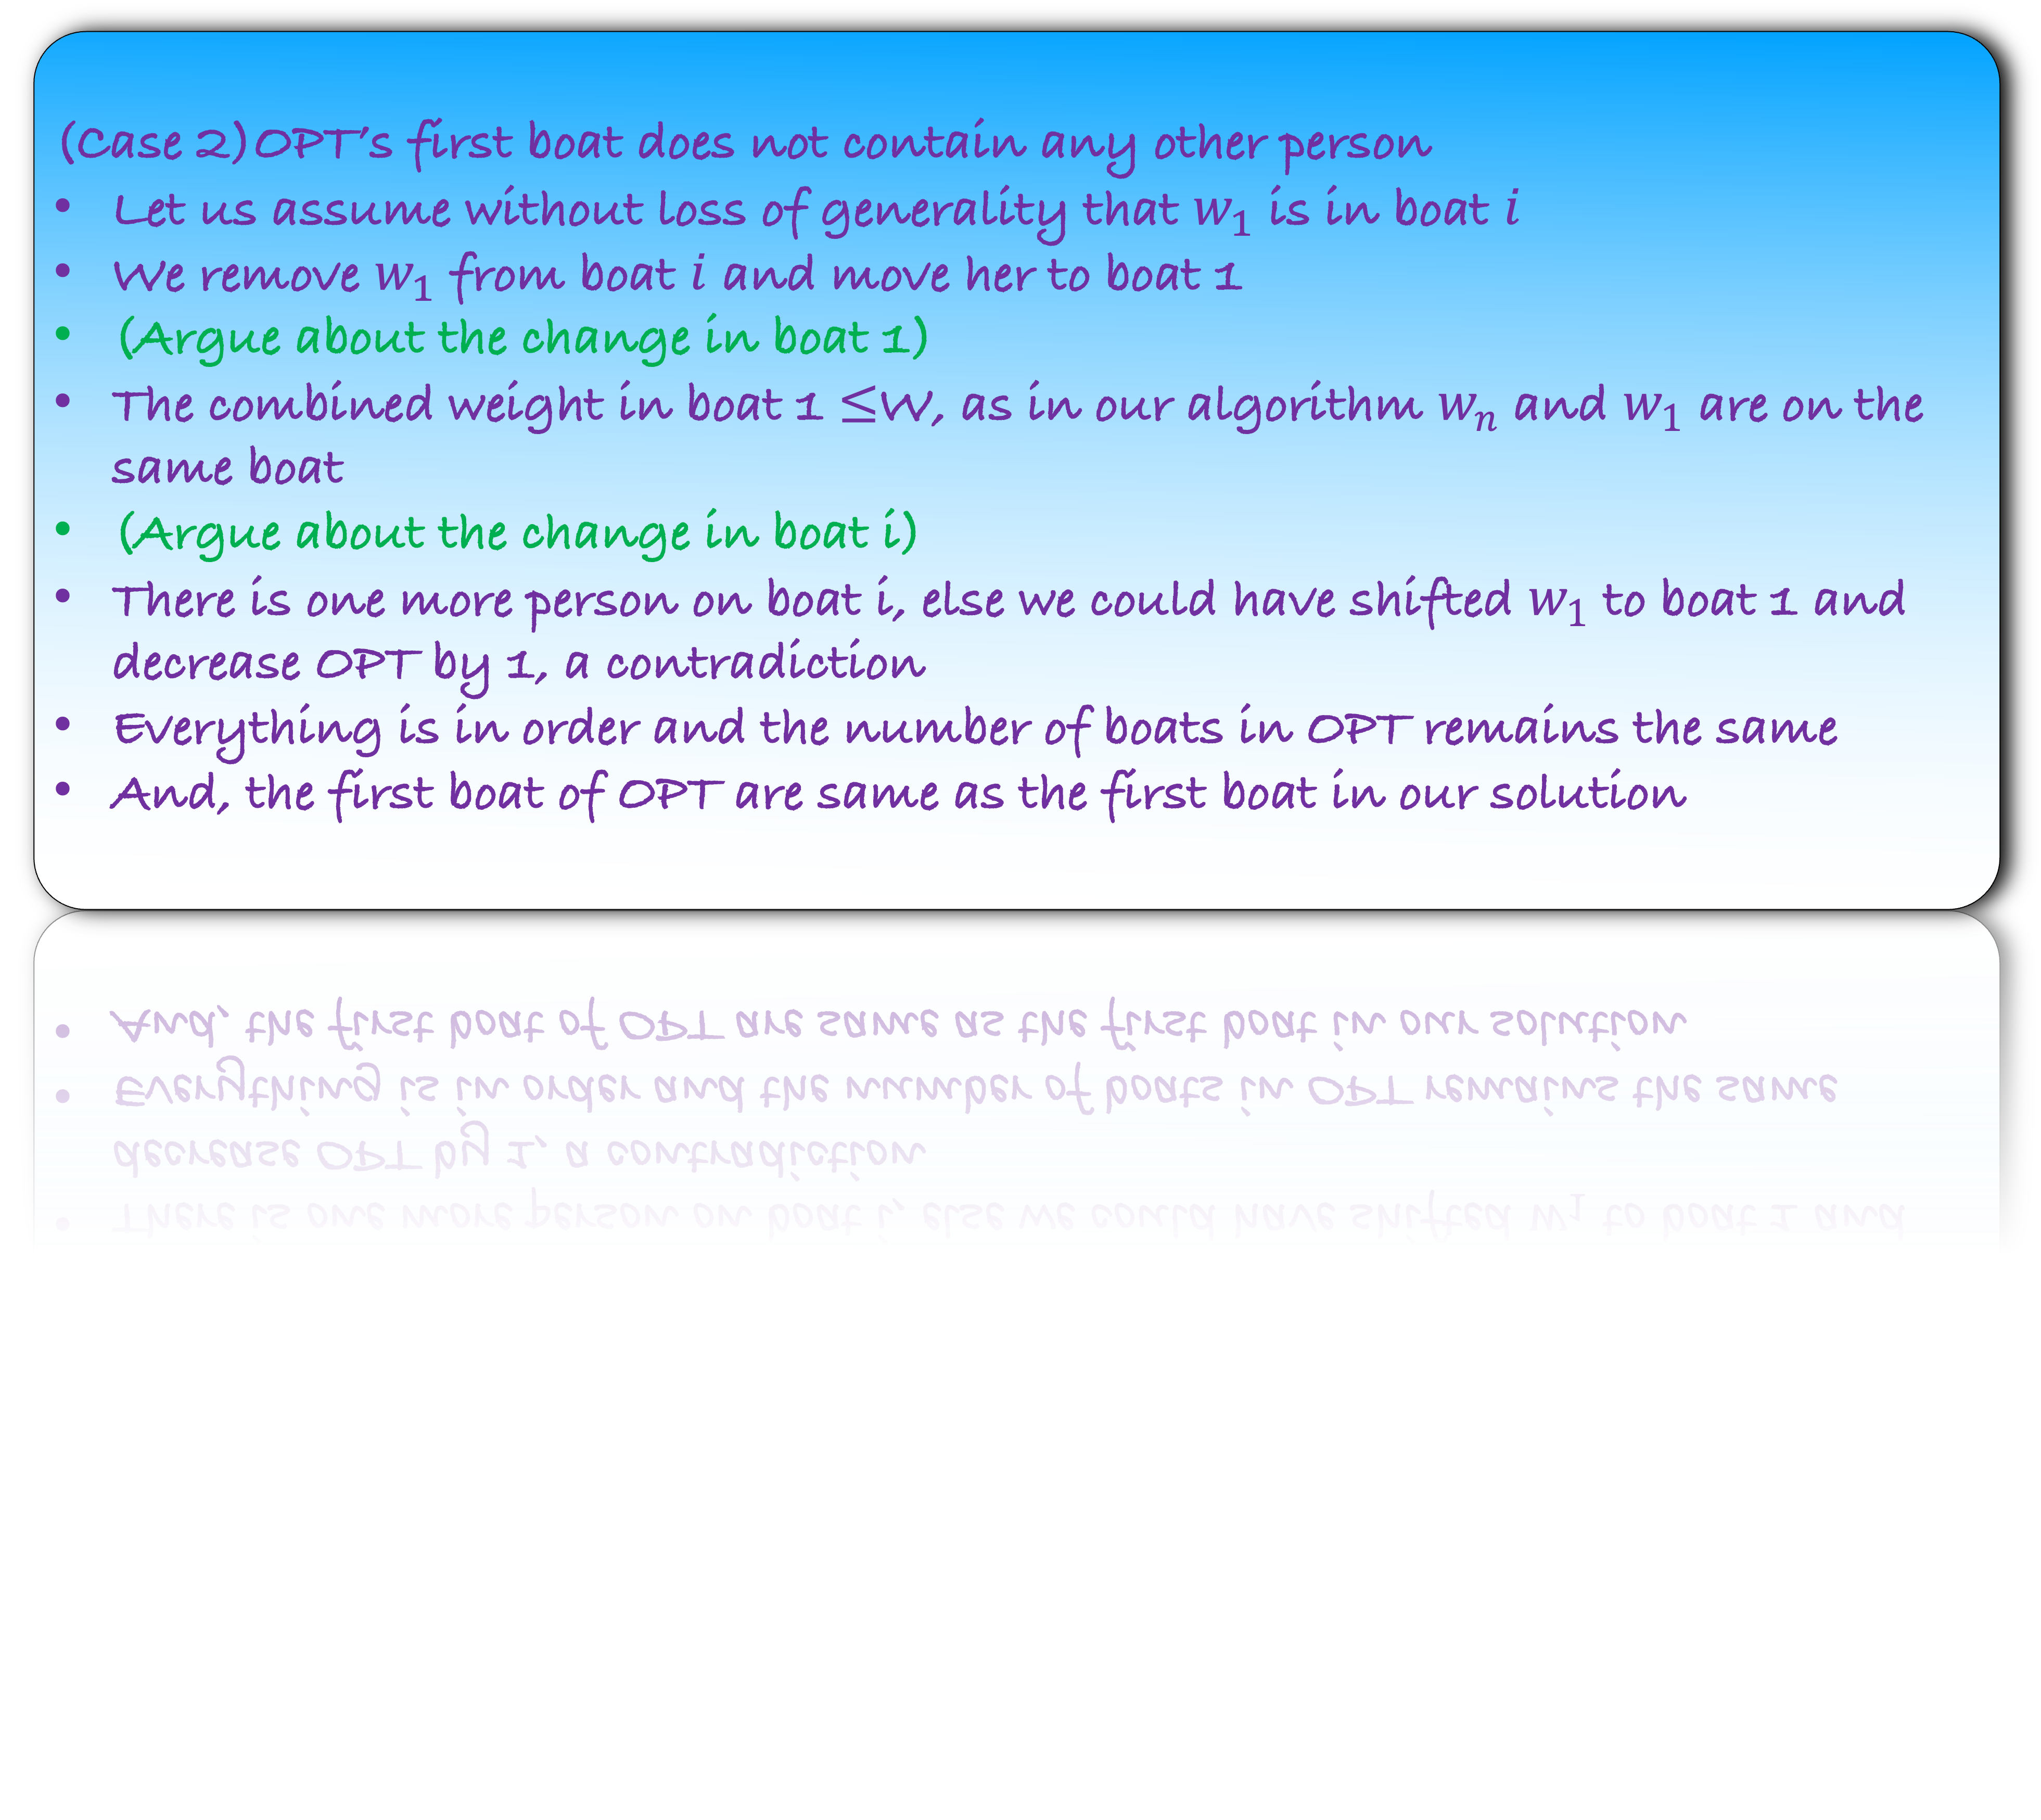 (Case 2)OPT's first boat does not contain any other person
• Let us assume without loss of generality that w₁ is in boat i
• We remove w₁ from boat i and move her to boat 1
• (Argue about the change in boat 1)
• The combined weight in boat 1 ≤W, as in our algorithm wₙ and w₁ are on the
same boat
• (Argue about the change in boat i)
• There is one more person on boat i, else we could have shifted w₁ to boat 1 and
decrease OPT by 1, a contradiction
• Everything is in order and the number of boats in OPT remains the same
• And, the first boat of OPT are same as the first boat in our solution